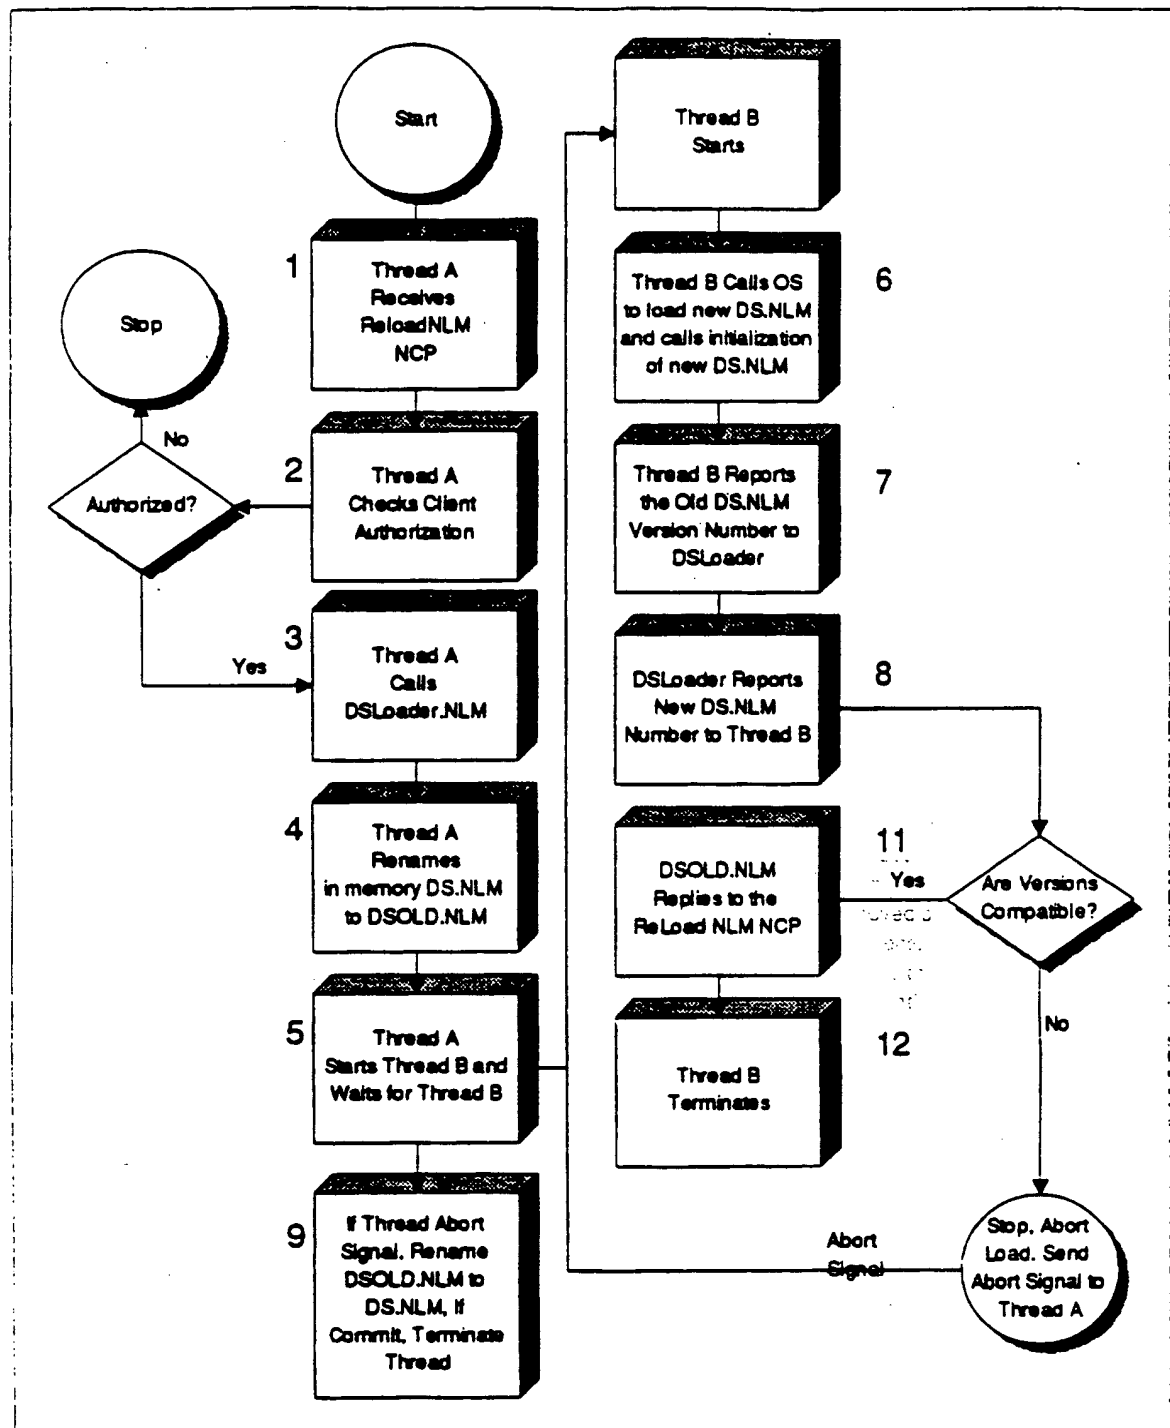 Start
1
Thread A
Receives
ReloadNLM
NCP
Stop
No
Authorized?
2
Thread A
Checks Client
Authorization
Yes
3
Thread A
Calls
DSLoader.NLM
4
Thread A
Renames
in memory DS.NLM
to DSOLD.NLM
5
Thread A
Starts Thread B and
Waits for Thread B
9
If Thread Abort
Signal, Rename
DSOLD.NLM to
DS.NLM, If
Commit, Terminate
Thread
Thread B
Starts
6
Thread B Calls OS
to load new DS.NLM
and calls initialization
of new DS.NLM
7
Thread B Reports
the Old DS.NLM
Version Number to
DSLoader
8
DSLoader Reports
New DS.NLM
Number to Thread B
Are Versions
Compatible?
Yes
11
DSOLD.NLM
Replies to the
ReLoad NLM NCP
12
Thread B
Terminates
No
Stop, Abort
Load. Send
Abort Signal to
Thread A
Abort
Signal